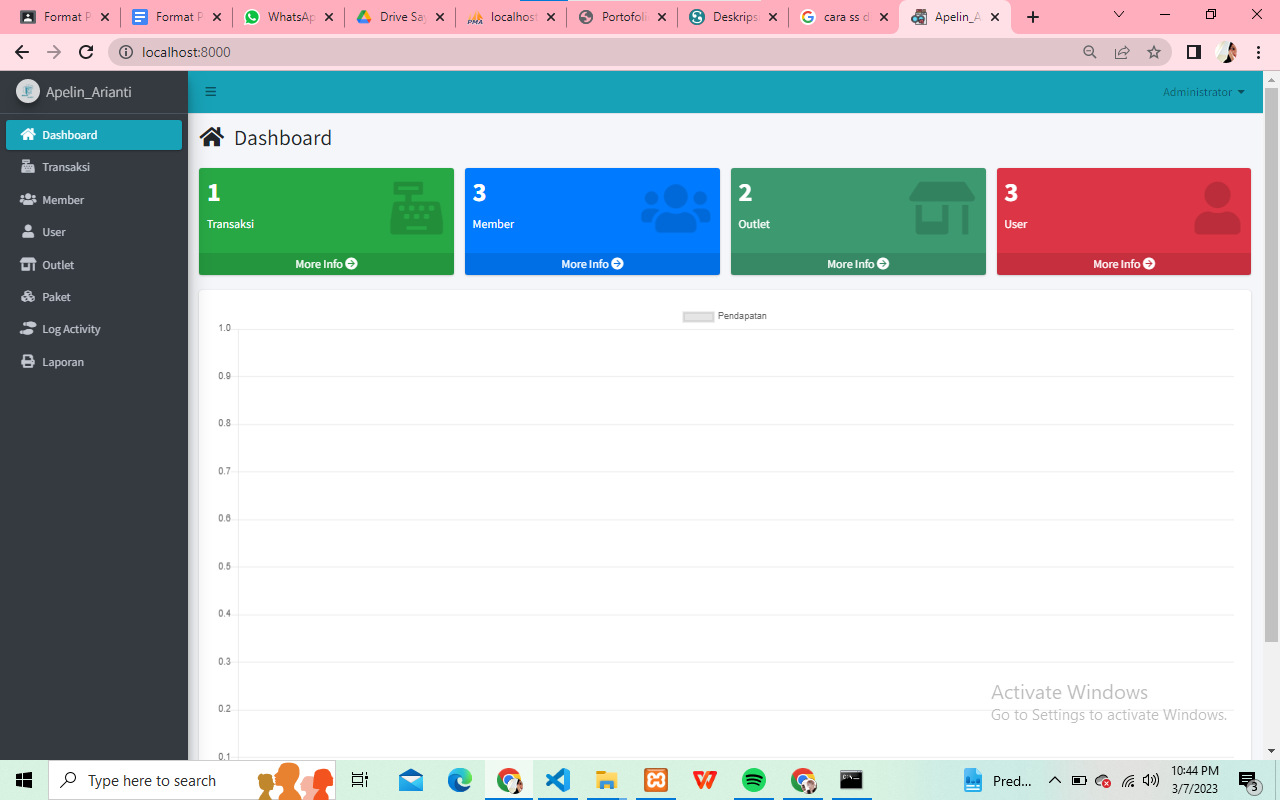 Format P
Format P
WhatsAp
Drive Say
localhost
Portofoli
Deskrips
cara ss d
Apelin_A
localhost:8000
Apelin_Arianti
Administrator
Dashboard
Transaksi
Member
User
Outlet
Paket
Log Activity
Laporan
Dashboard
1
Transaksi
More Info
3
Member
More Info
2
Outlet
More Info
3
User
More Info
Pendapatan
1.0
0.9
0.8
0.7
0.6
0.5
0.4
0.3
0.2
0.1
Activate Windows
Go to Settings to activate Windows.
Type here to search
Pred...
10:44 PM
3/7/2023
3